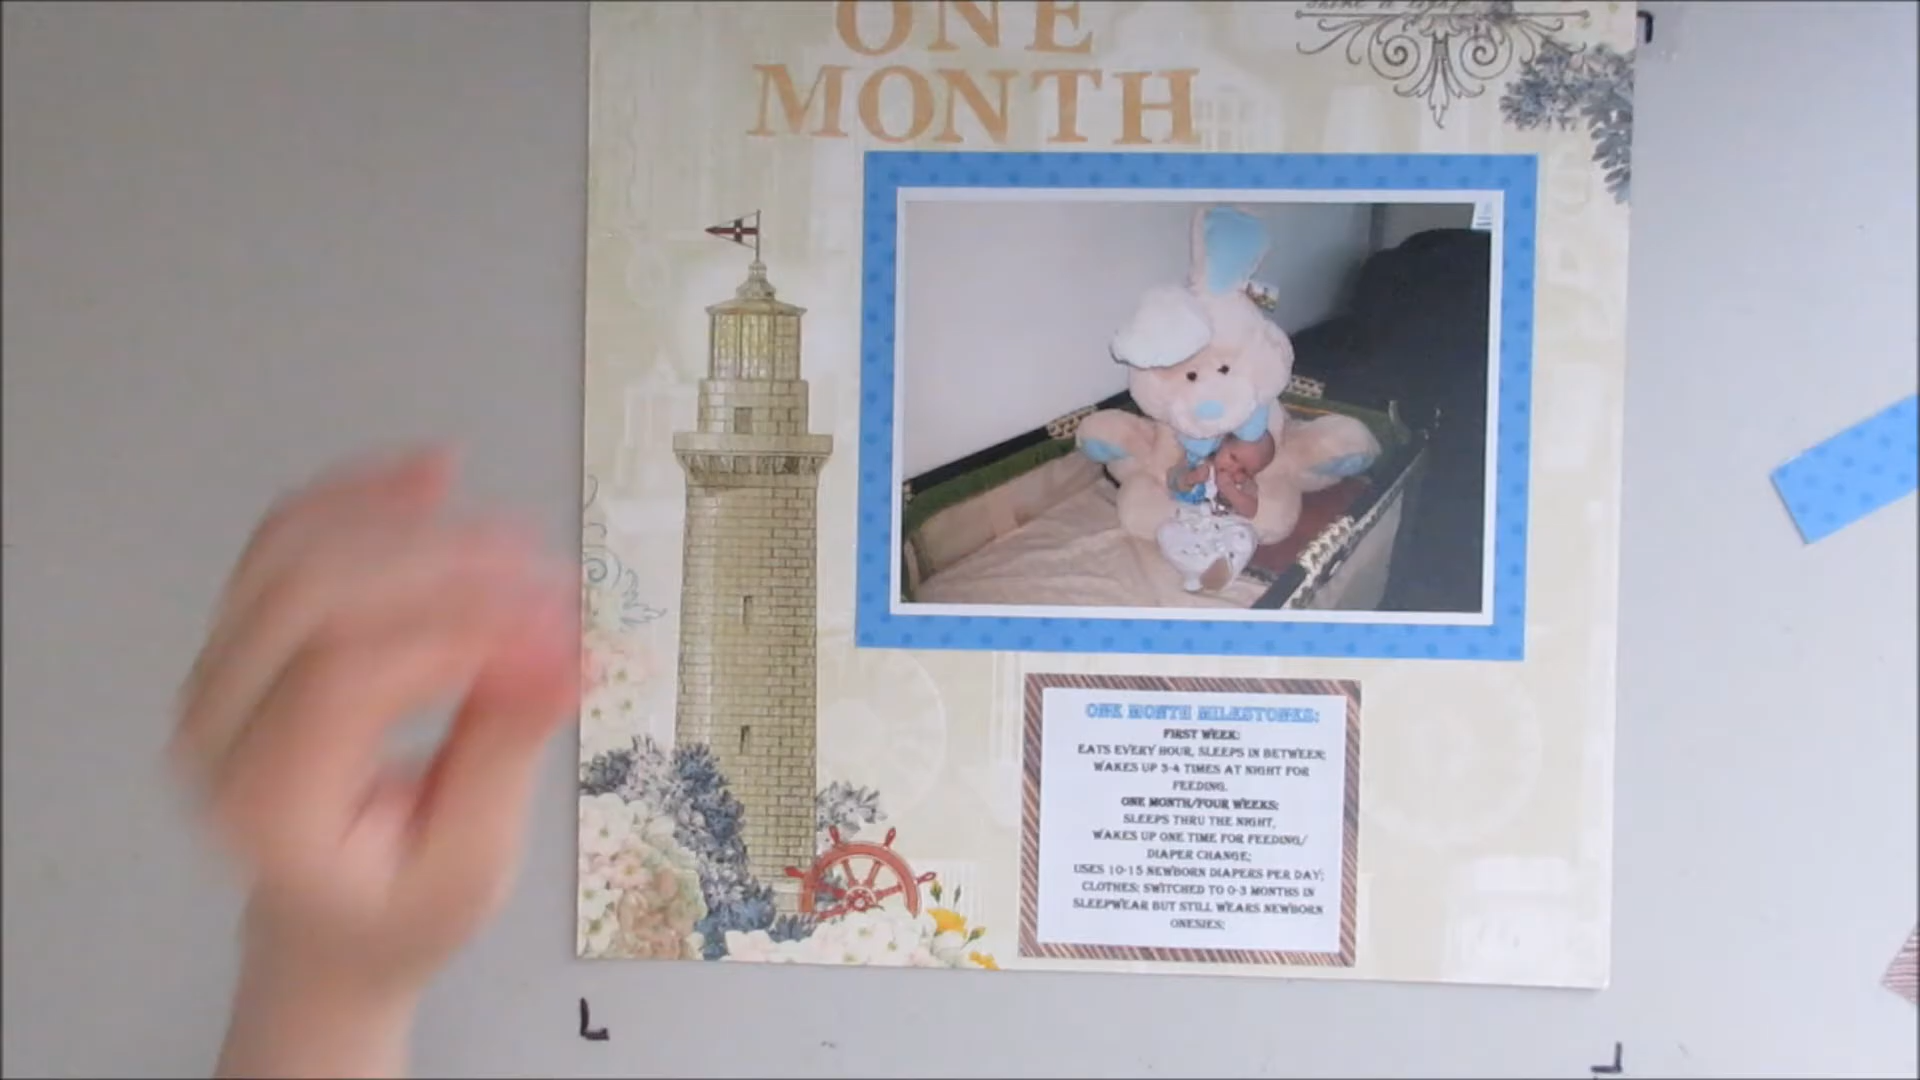 ONE
MONTH
ONE MONTH MILESTONES:
FIRST WEEK:
EATS EVERY HOUR, SLEEPS IN BETWEEN;
WAKES UP 3-4 TIMES AT NIGHT FOR
FEEDING.
ONE MONTH/FOUR WEEKS:
SLEEPS THRU THE NIGHT,
WAKES UP ONE TIME FOR FEEDING/
DIAPER CHANGE;
USES 10-15 NEWBORN DIAPERS PER DAY;
CLOTHES: SWITCHED TO 0-3 MONTHS IN
SLEEPWEAR BUT STILL WEARS NEWBORN
ONESIES;